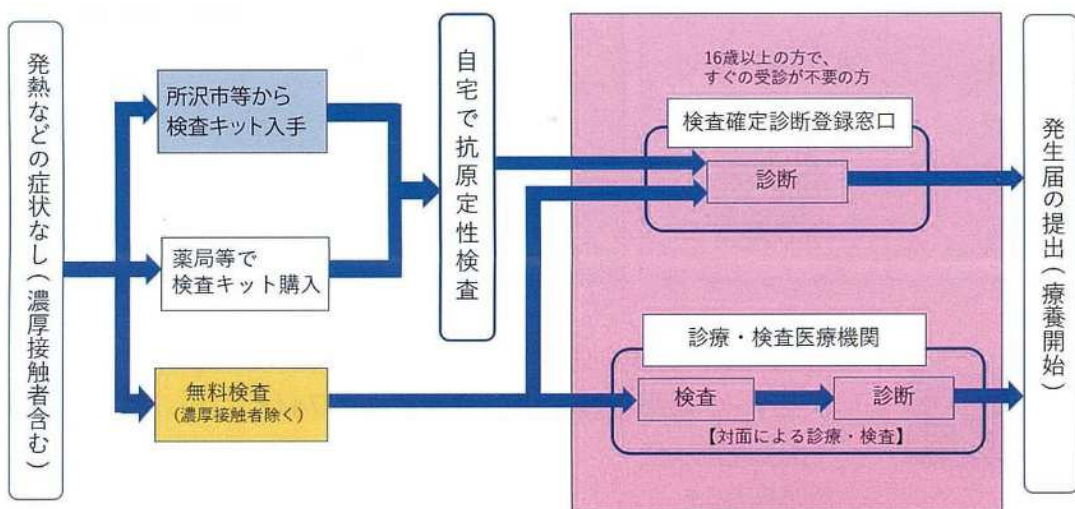 発熱などの症状なし(濃厚接触者含む)
所沢市等から
検査キット入手
薬局等で
検査キット購入
無料検査
(濃厚接触者除く)
自宅で抗原定性検査
16歳以上の方で、
すぐの受診が不要の方
検査確定診断登録窓口
診断
診療・検査医療機関
検査
診断
【対面による診療・検査】
発生届の提出(療養開始)